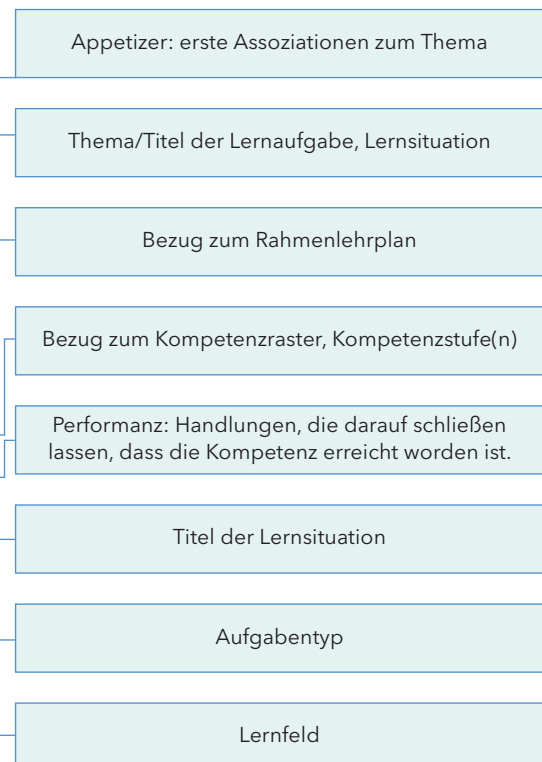 Appetizer: erste Assoziationen zum Thema
Thema/Titel der Lernaufgabe, Lernsituation
Bezug zum Rahmenlehrplan
Bezug zum Kompetenzraster, Kompetenzstufe(n)
Performanz: Handlungen, die darauf schließen
lassen, dass die Kompetenz erreicht worden ist.
Titel der Lernsituation
Aufgabentyp
Lernfeld